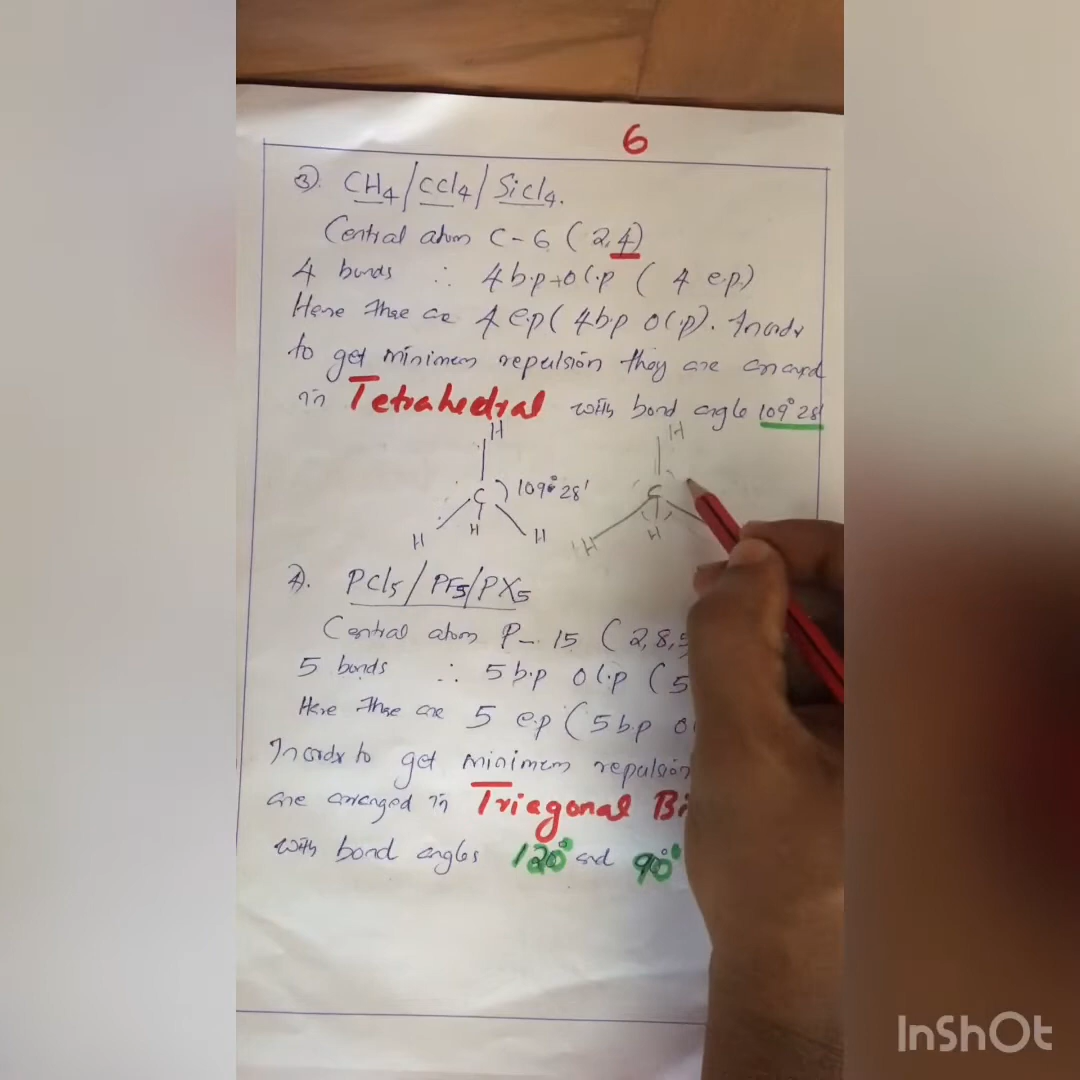 6
3). CH4/CCl4/SiCl4.
Central atom C-6 (2,4)
4 bonds ∴ 4 b.p+0 l.p ( 4 e.p)
Here there are 4 e.p( 4b.p 0 l.p). In order
to get minimum repulsion they are arranged
in Tetrahedral with bond angle 109°28'
H H
C 109°28' C
H H H H H
4). PCl5/PF5/PX5
Central atom P- 15 (2,8,5
5 bonds ∴ 5 b.p 0 l.p (5
Here there are 5 e.p (5 b.p 0
In order to get minimum repulsion
are arranged in Triagonal Bi
with bond angles 120° and 90°
InShOt